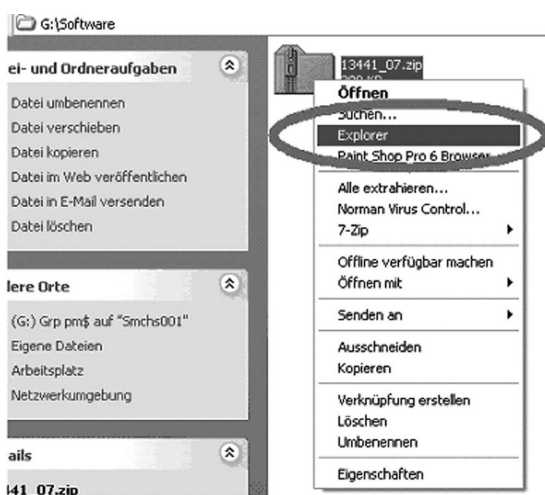 G:\Software
ei- und Ordneraufgaben
Datei umbenennen
Datei verschieben
Datei kopieren
Datei im Web veröffentlichen
Datei in E-Mail versenden
Datei löschen
dere Orte
(G:) Grp pm$ auf "Smchs001"
Eigene Dateien
Arbeitsplatz
Netzwerkumgebung
ails
441_07.zip
13441_07.zip
Öffnen
Suchen...
Explorer
Paint Shop Pro 6 Browser
Alle extrahieren...
Norman Virus Control...
7-Zip
Offline verfügbar machen
Öffnen mit
Senden an
Ausschneiden
Kopieren
Verknüpfung erstellen
Löschen
Umbenennen
Eigenschaften